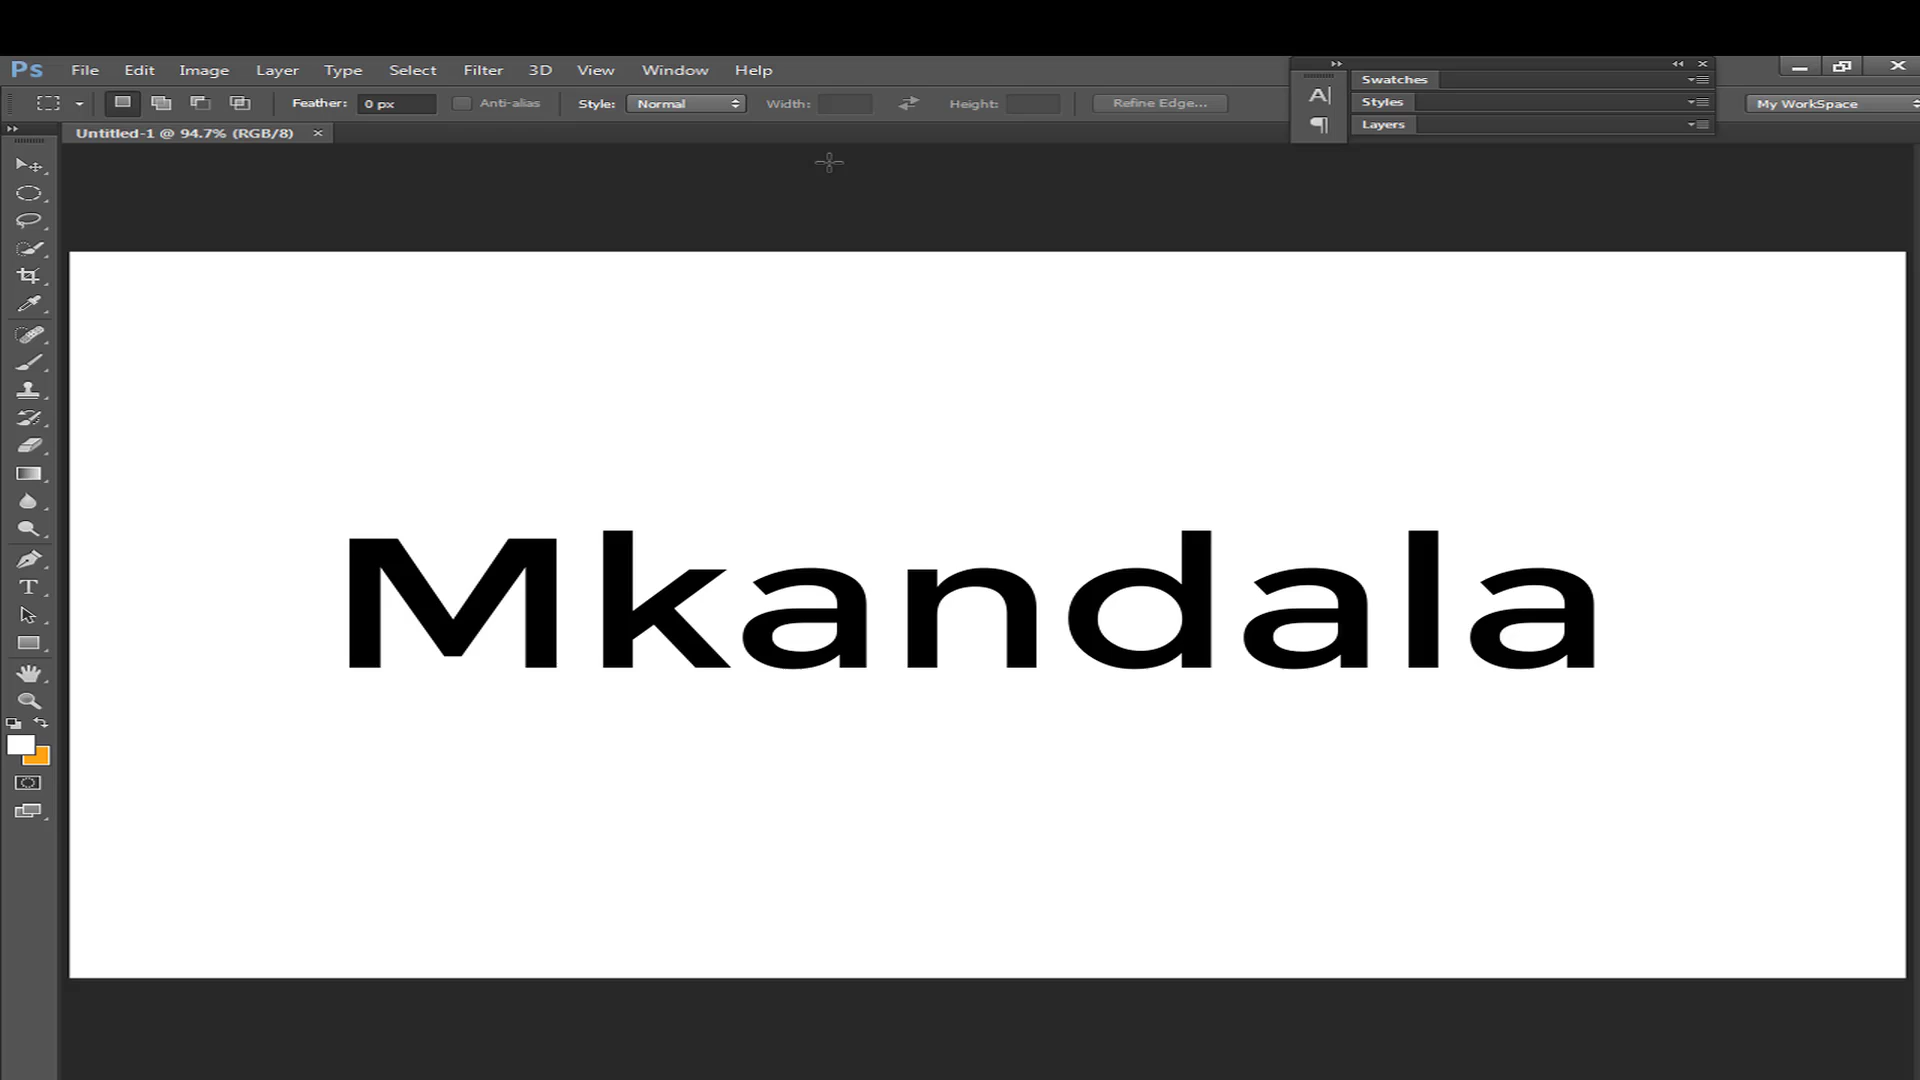 Ps File Edit Image Layer Type Select Filter 3D View Window Help
Feather: 0 px Anti-alias Style: Normal Width: Height: Refine Edge... My WorkSpace
Swatches
Styles
Layers
Untitled-1 @ 94.7% (RGB/8)
Mkandala